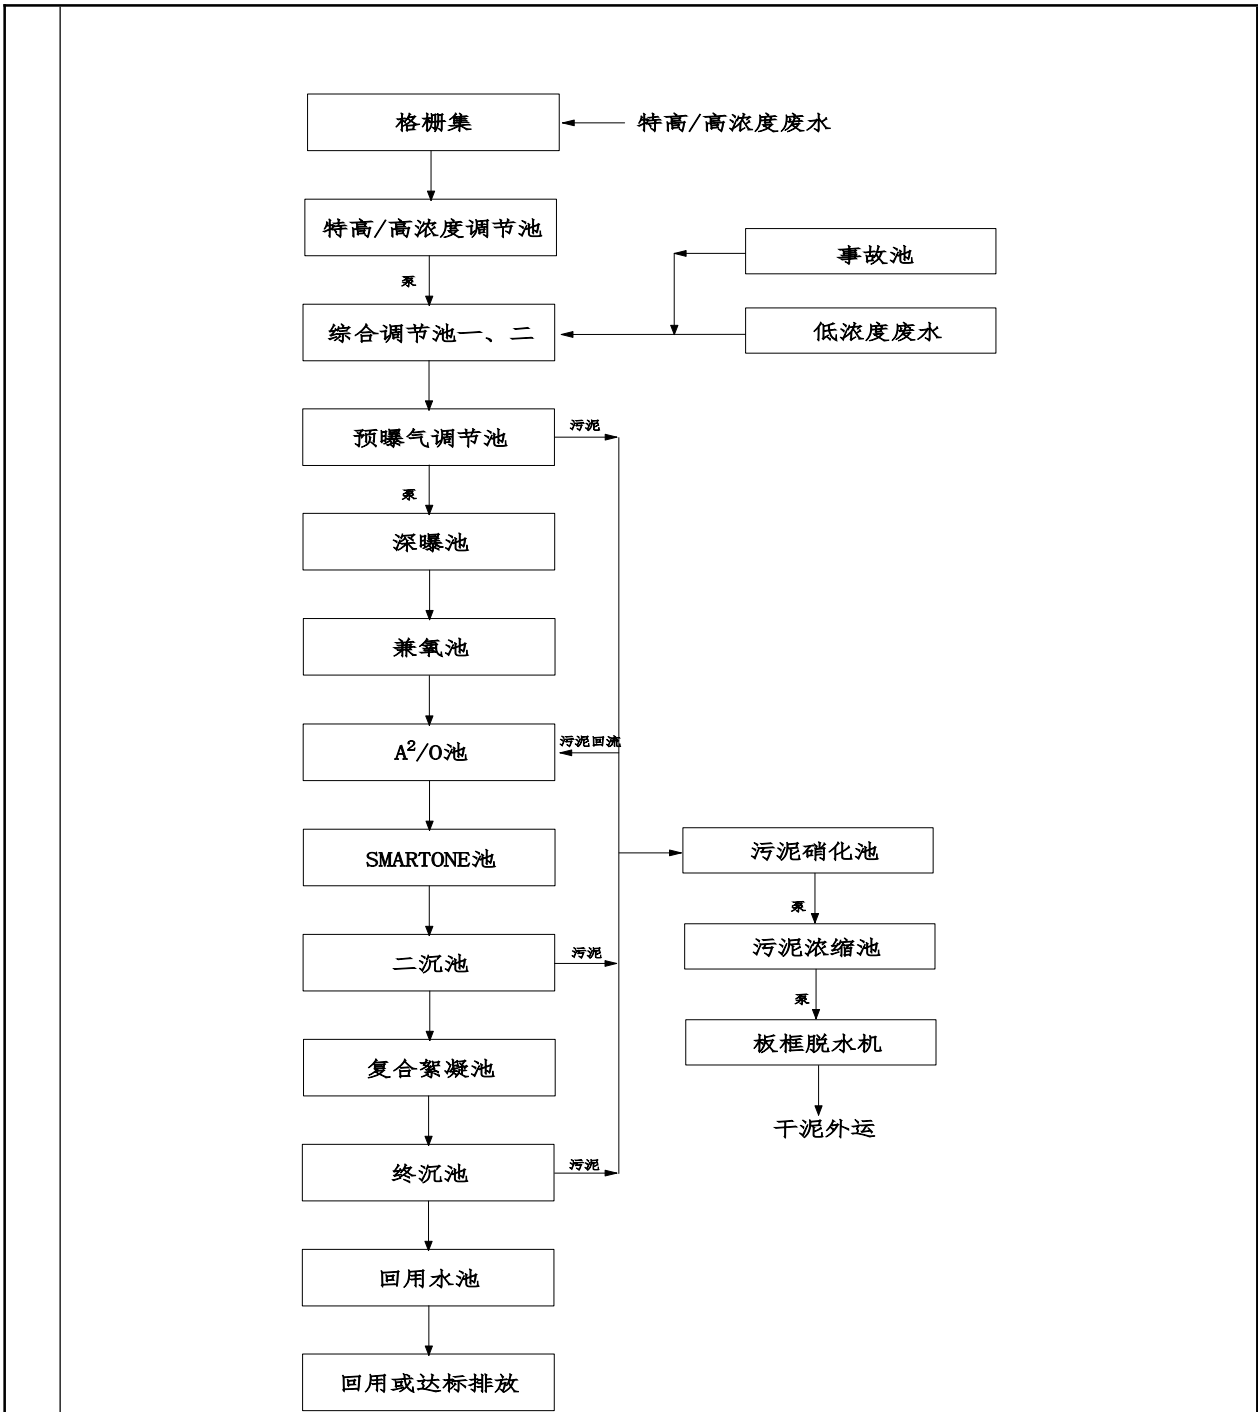 格栅集
特高/高浓度废水
特高/高浓度调节池
事故池
泵
综合调节池一、二
低浓度废水
预曝气调节池
污泥
泵
深曝池
兼氧池
A²/O池
污泥回流
SMARTONE池
污泥硝化池
泵
二沉池
污泥
污泥浓缩池
泵
复合絮凝池
板框脱水机
干泥外运
终沉池
污泥
回用水池
回用或达标排放